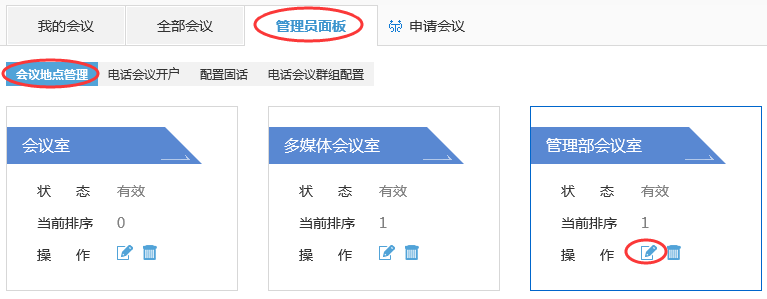 我的会议 全部会议 管理员面板 申请会议
会议地点管理 电话会议开户 配置固话 电话会议群组配置
会议室 多媒体会议室 管理部会议室
状 态 有效 状 态 有效 状 态 有效
当前排序 0 当前排序 1 当前排序 1
操 作 操 作 操 作